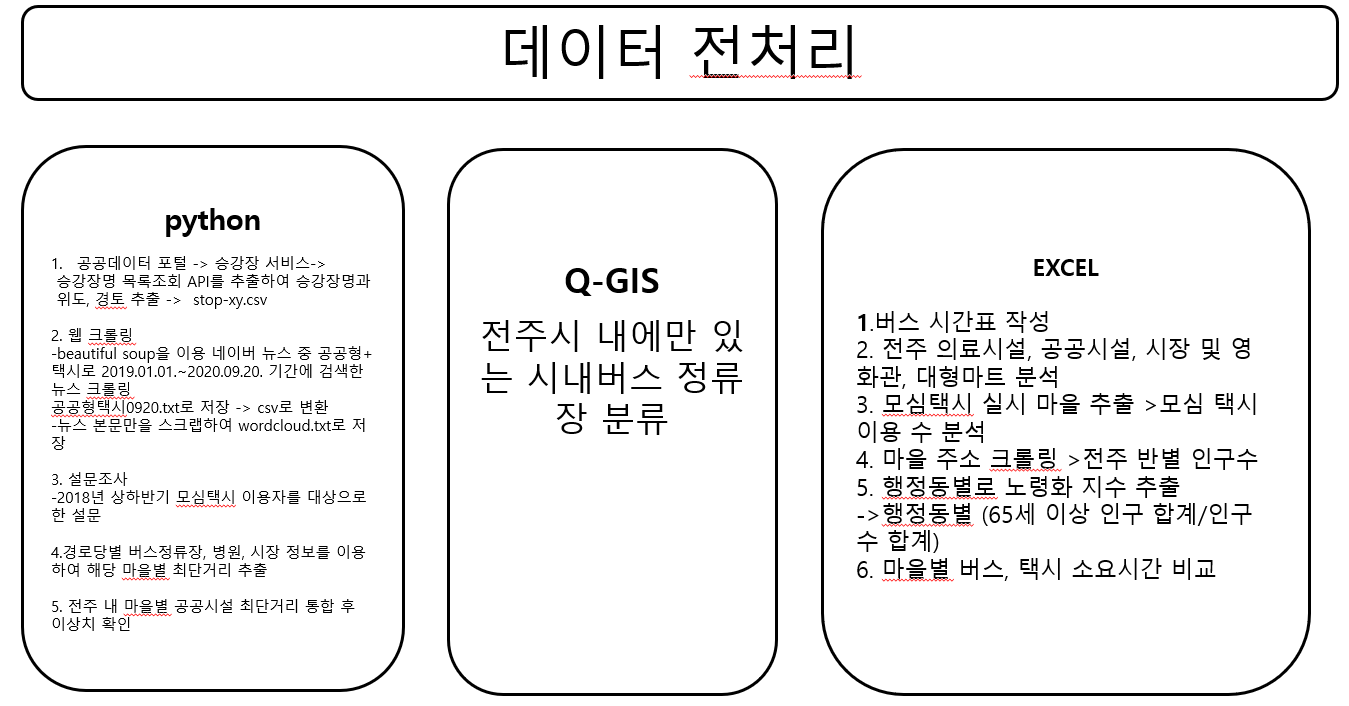 데이터 전처리
python
1. 공공데이터 포털 -> 승강장 서비스->
승강장명 목록조회 API를 추출하여 승강장명과
위도, 경토 추출 -> stop-xy.csv
2. 웹 크롤링
-beautiful soup을 이용 네이버 뉴스 중 공공형+
택시로 2019.01.01.~2020.09.20. 기간에 검색한
뉴스 크롤링
공공형택시0920.txt로 저장 -> csv로 변환
-뉴스 본문만을 스크랩하여 wordcloud.txt로 저
장
3. 설문조사
-2018년 상하반기 모심택시 이용자를 대상으로
한 설문
4.경로당별 버스정류장, 병원, 시장 정보를 이용
하여 해당 마을별 최단거리 추출
5. 전주 내 마을별 공공시설 최단거리 통합 후
이상치 확인
Q-GIS
전주시 내에만 있
는 시내버스 정류
장 분류
EXCEL
1.버스 시간표 작성
2. 전주 의료시설, 공공시설, 시장 및 영
화관, 대형마트 분석
3. 모심택시 실시 마을 추출 >모심 택시
이용 수 분석
4. 마을 주소 크롤링 >전주 반별 인구수
5. 행정동별로 노령화 지수 추출
->행정동별 (65세 이상 인구 합계/인구
수 합계)
6. 마을별 버스, 택시 소요시간 비교